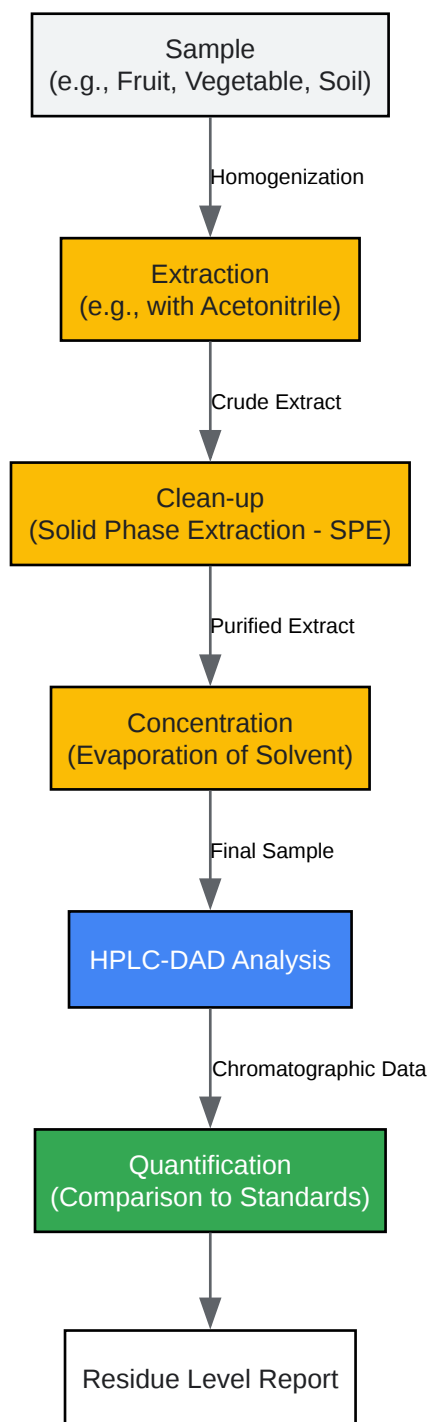 Sample
(e.g., Fruit, Vegetable, Soil)
Homogenization
Extraction
(e.g., with Acetonitrile)
Crude Extract
Clean-up
(Solid Phase Extraction - SPE)
Purified Extract
Concentration
(Evaporation of Solvent)
Final Sample
HPLC-DAD Analysis
Chromatographic Data
Quantification
(Comparison to Standards)
Residue Level Report